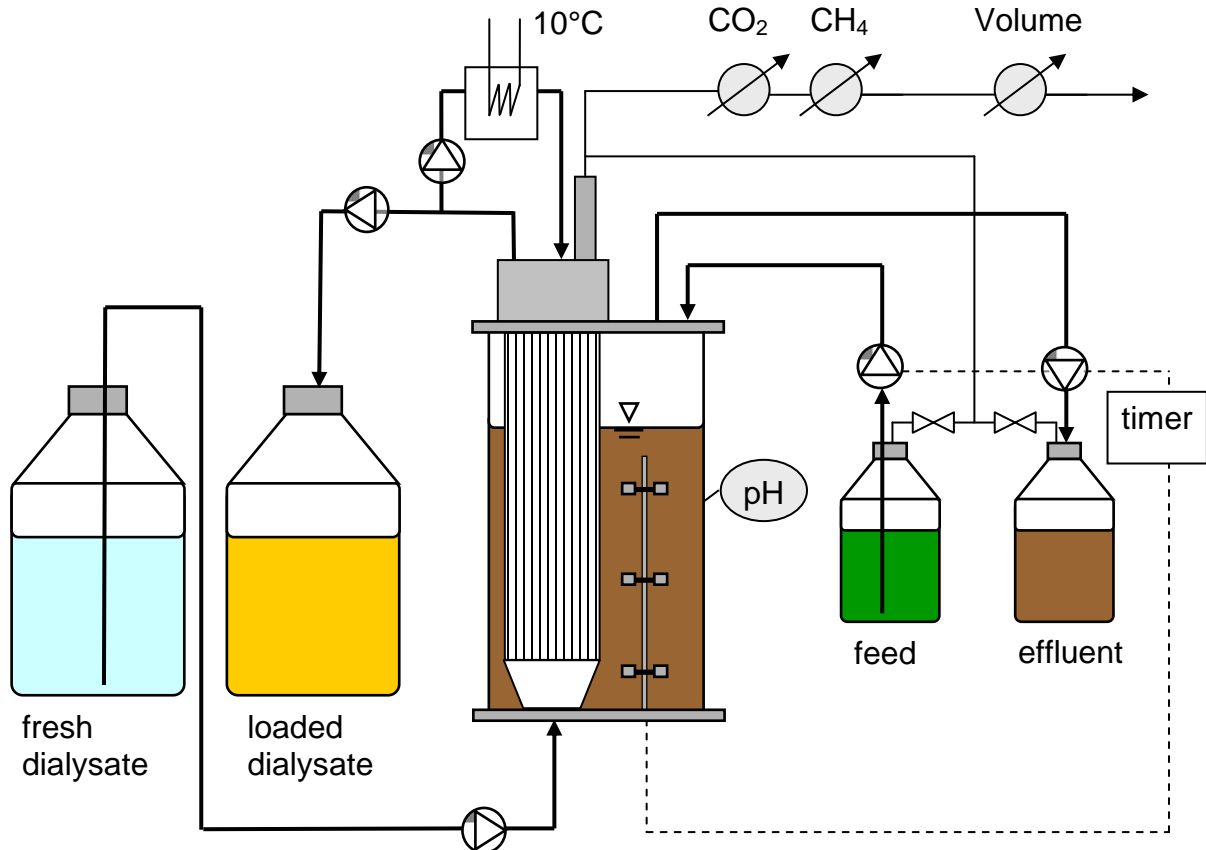 10°C
CO₂
CH₄
Volume
timer
pH
feed
effluent
fresh
dialysate
loaded
dialysate